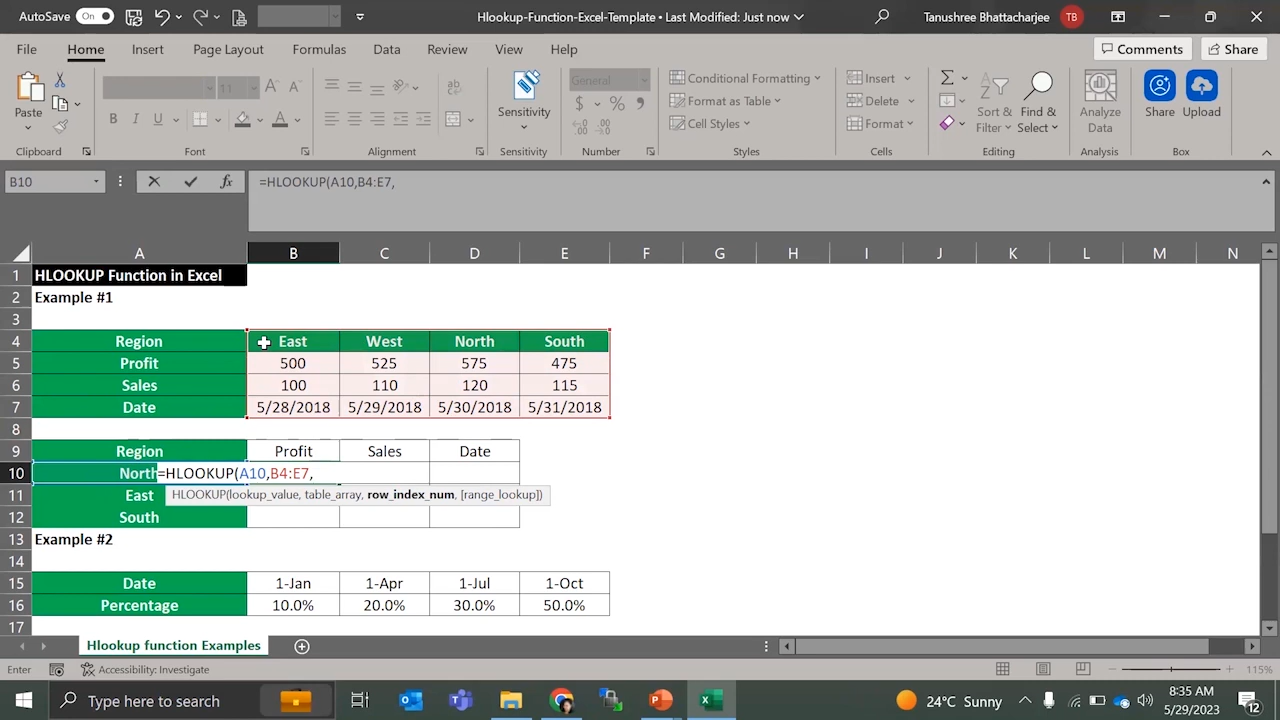 AutoSave On Hlookup-Function-Excel-Template • Last Modified: Just now Tanushree Bhattacharjee TB
File Home Insert Page Layout Formulas Data Review View Help Comments Share
Paste
Clipboard
11
B I U
Font
Alignment
Sensitivity
Sensitivity
General
$ % 9
Number
Conditional Formatting
Format as Table
Cell Styles
Styles
Insert
Delete
Format
Cells
Sort & Filter
Find & Select
Editing
Analyze Data
Analysis
Share Upload
Box
B10 fx =HLOOKUP(A10,B4:E7,
A B C D E F G H I J K L M N
1 HLOOKUP Function in Excel
2 Example #1
3
4 Region East West North South
5 Profit 500 525 575 475
6 Sales 100 110 120 115
7 Date 5/28/2018 5/29/2018 5/30/2018 5/31/2018
8
9 Region Profit Sales Date
10 North =HLOOKUP(A10,B4:E7,
11 East HLOOKUP(lookup_value, table_array, row_index_num, [range_lookup])
12 South
13 Example #2
14
15 Date 1-Jan 1-Apr 1-Jul 1-Oct
16 Percentage 10.0% 20.0% 30.0% 50.0%
17
Hlookup function Examples
Enter Accessibility: Investigate 115%
Type here to search 24°C Sunny 8:35 AM
5/29/2023 12